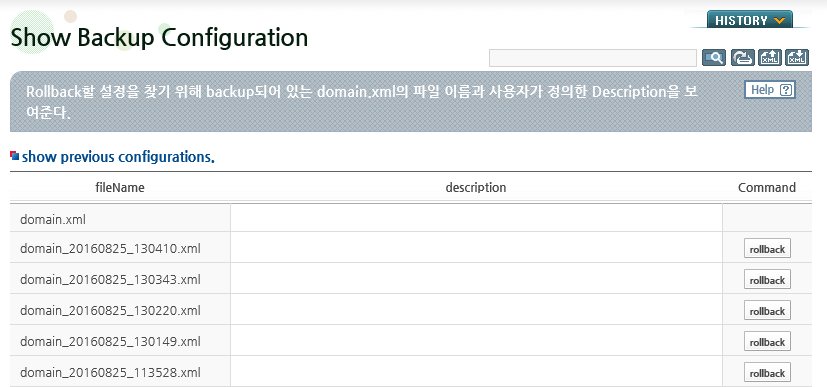 HISTORY
Show Backup Configuration
XML XML
Rollback할 설정을 찾기 위해 backup되어 있는 domain.xml의 파일 이름과 사용자가 정의한 Description을 보
여준다.
Help ?
show previous configurations.
fileName description Command
domain.xml
domain_20160825_130410.xml rollback
domain_20160825_130343.xml rollback
domain_20160825_130220.xml rollback
domain_20160825_130149.xml rollback
domain_20160825_113528.xml rollback